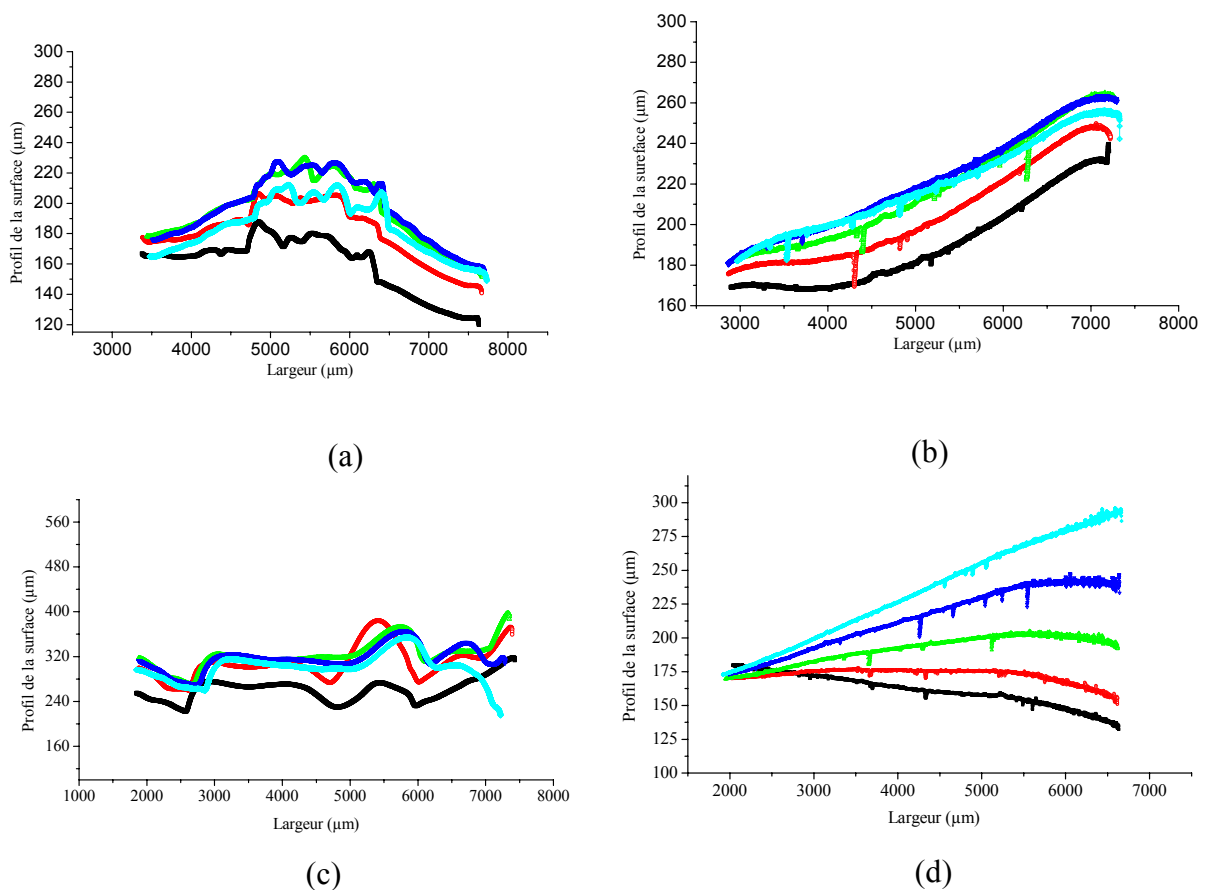 300
280
260
240
220
200
180
160
140
120
Profil de la surface (µm)
3000 4000 5000 6000 7000 8000
Largeur (µm)
(a)
300
280
260
240
220
200
180
160
Profil de la sureface (µm)
3000 4000 5000 6000 7000 8000
Largeur (µm)
(b)
560
480
400
320
240
160
Profil de la surface (µm)
1000 2000 3000 4000 5000 6000 7000 8000
Largeur (µm)
(c)
300
275
250
225
200
175
150
125
100
Profil de la surface (µm)
2000 3000 4000 5000 6000 7000
Largeur (µm)
(d)